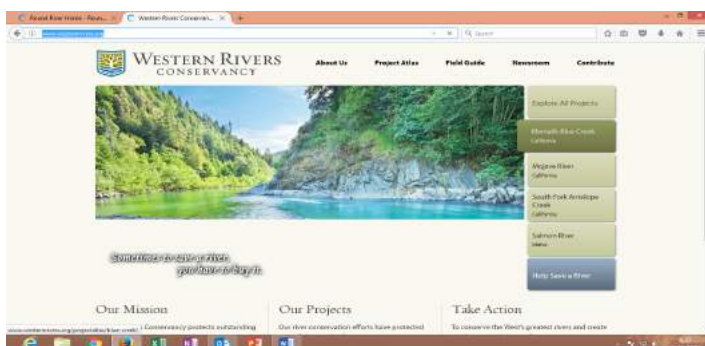 Round River Home - Roun...
Western Rivers Conservan...
Search
WESTERN RIVERS
CONSERVANCY
About Us
Project Atlas
Field Guide
Newsroom
Contribute
Explore All Projects
Klamath-Blue Creek
California
Mojave River
California
South Fork Antelope
Creek
California
Salmon River
Idaho
Help Save a River
Sometimes to save a river,
you have to buy it.
Our Mission
Our Projects
Take Action
Conservancy protects outstanding
Our river conservation efforts have protected
To conserve the West's greatest rivers and create